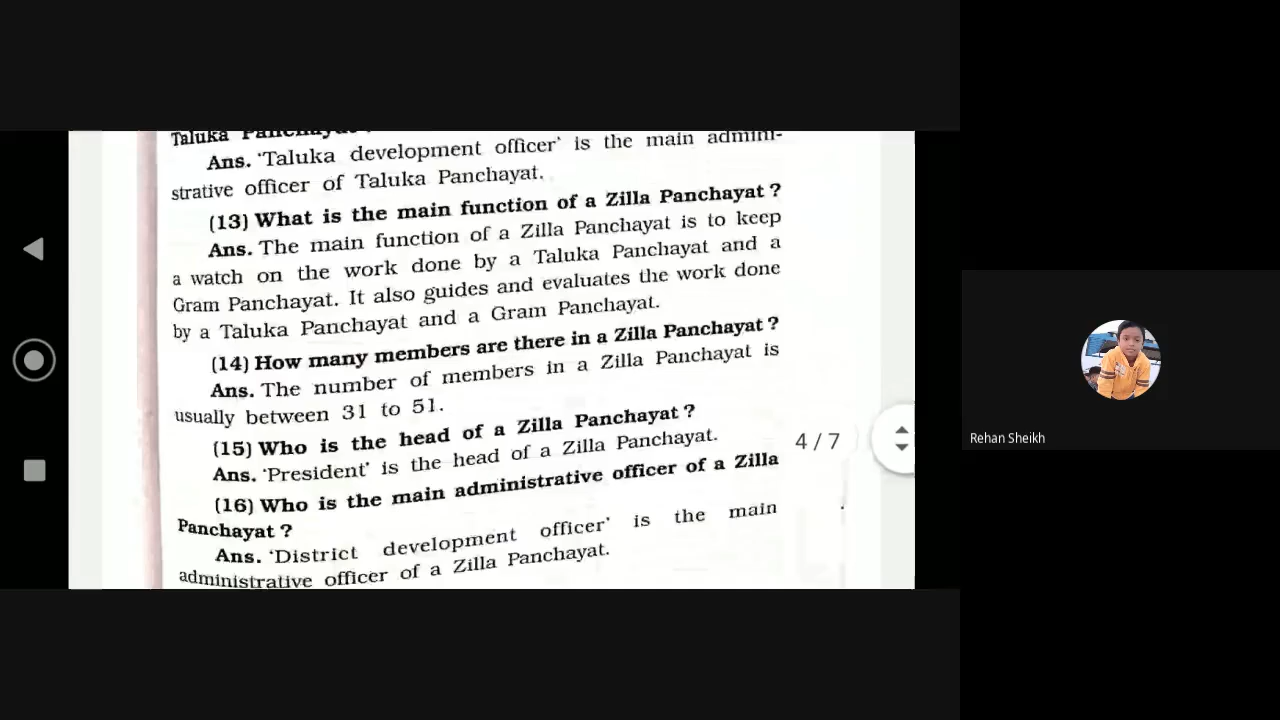 Taluka Panchayat ?
Ans. 'Taluka development officer' is the main admini-
strative officer of Taluka Panchayat.
(13) What is the main function of a Zilla Panchayat ?
Ans. The main function of a Zilla Panchayat is to keep
a watch on the work done by a Taluka Panchayat and a
Gram Panchayat. It also guides and evaluates the work done
by a Taluka Panchayat and a Gram Panchayat.
(14) How many members are there in a Zilla Panchayat ?
Ans. The number of members in a Zilla Panchayat is
usually between 31 to 51.
(15) Who is the head of a Zilla Panchayat ?
Ans. 'President' is the head of a Zilla Panchayat.
(16) Who is the main administrative officer of a Zilla
Panchayat ?
Ans. 'District development officer' is the main
administrative officer of a Zilla Panchayat.
4 / 7
Rehan Sheikh